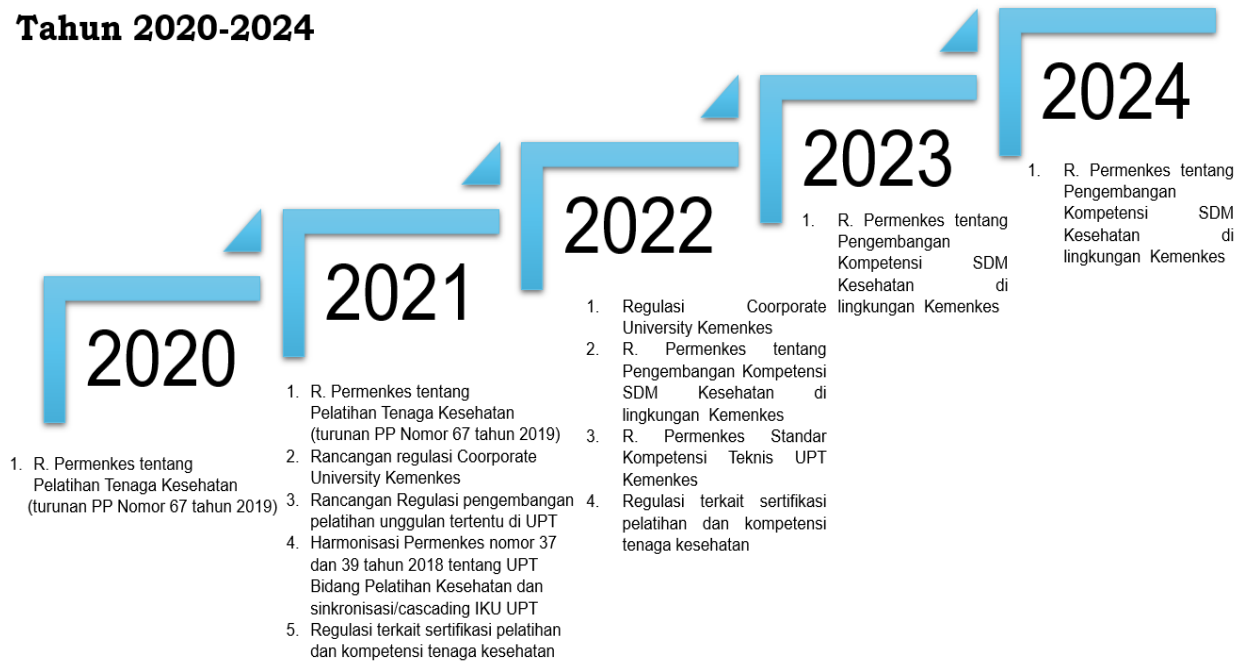 Tahun 2020-2024
2020
1. R. Permenkes tentang
Pelatihan Tenaga Kesehatan
(turunan PP Nomor 67 tahun 2019)
2021
1. R. Permenkes tentang
Pelatihan Tenaga Kesehatan
(turunan PP Nomor 67 tahun 2019)
2. Rancangan regulasi Coorporate
University Kemenkes
3. Rancangan Regulasi pengembangan
pelatihan unggulan tertentu di UPT
4. Harmonisasi Permenkes nomor 37
dan 39 tahun 2018 tentang UPT
Bidang Pelatihan Kesehatan dan
sinkronisasi/cascading IKU UPT
5. Regulasi terkait sertifikasi pelatihan
dan kompetensi tenaga kesehatan
2022
1. Regulasi Coorporate
University Kemenkes
2. R. Permenkes tentang
Pengembangan Kompetensi
SDM Kesehatan di
lingkungan Kemenkes
3. R. Permenkes Standar
Kompetensi Teknis UPT
Kemenkes
4. Regulasi terkait sertifikasi
pelatihan dan kompetensi
tenaga kesehatan
2023
1. R. Permenkes tentang
Pengembangan
Kompetensi SDM
Kesehatan di
lingkungan Kemenkes
2024
1. R. Permenkes tentang
Pengembangan
Kompetensi SDM
Kesehatan di
lingkungan Kemenkes